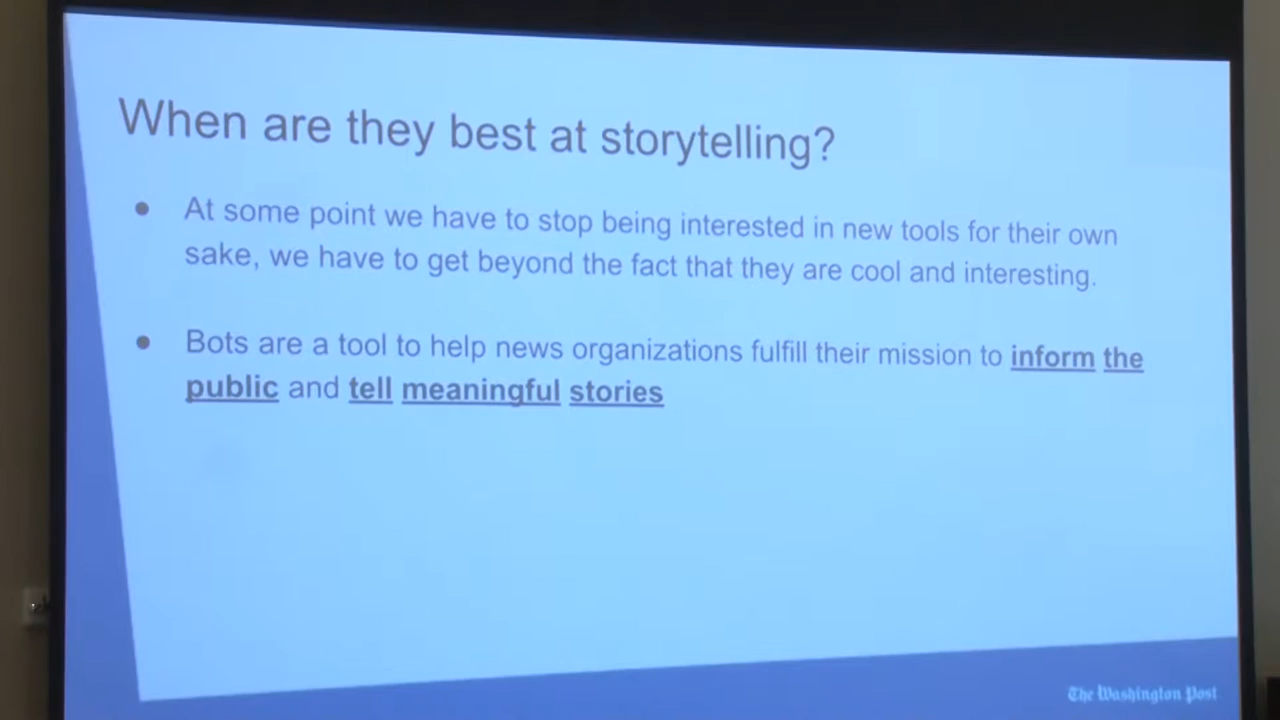 When are they best at storytelling?
● At some point we have to stop being interested in new tools for their own
sake, we have to get beyond the fact that they are cool and interesting.
● Bots are a tool to help news organizations fulfill their mission to inform the
public and tell meaningful stories
The Washington Post